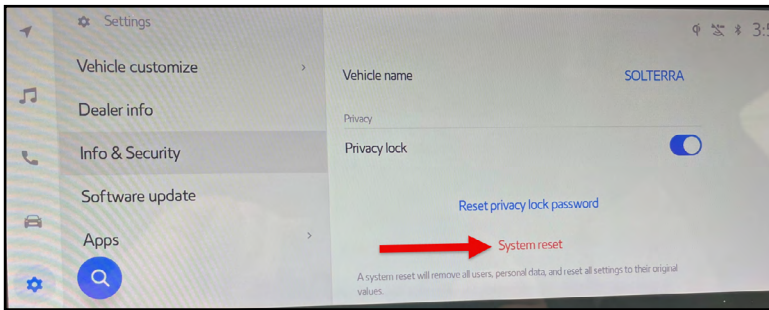 Settings
3:5
Vehicle customize
Dealer info
Info & Security
Software update
Apps
Vehicle name
SOLTERRA
Privacy
Privacy lock
Reset privacy lock password
System reset
A system reset will remove all users, personal data, and reset all settings to their original
values.